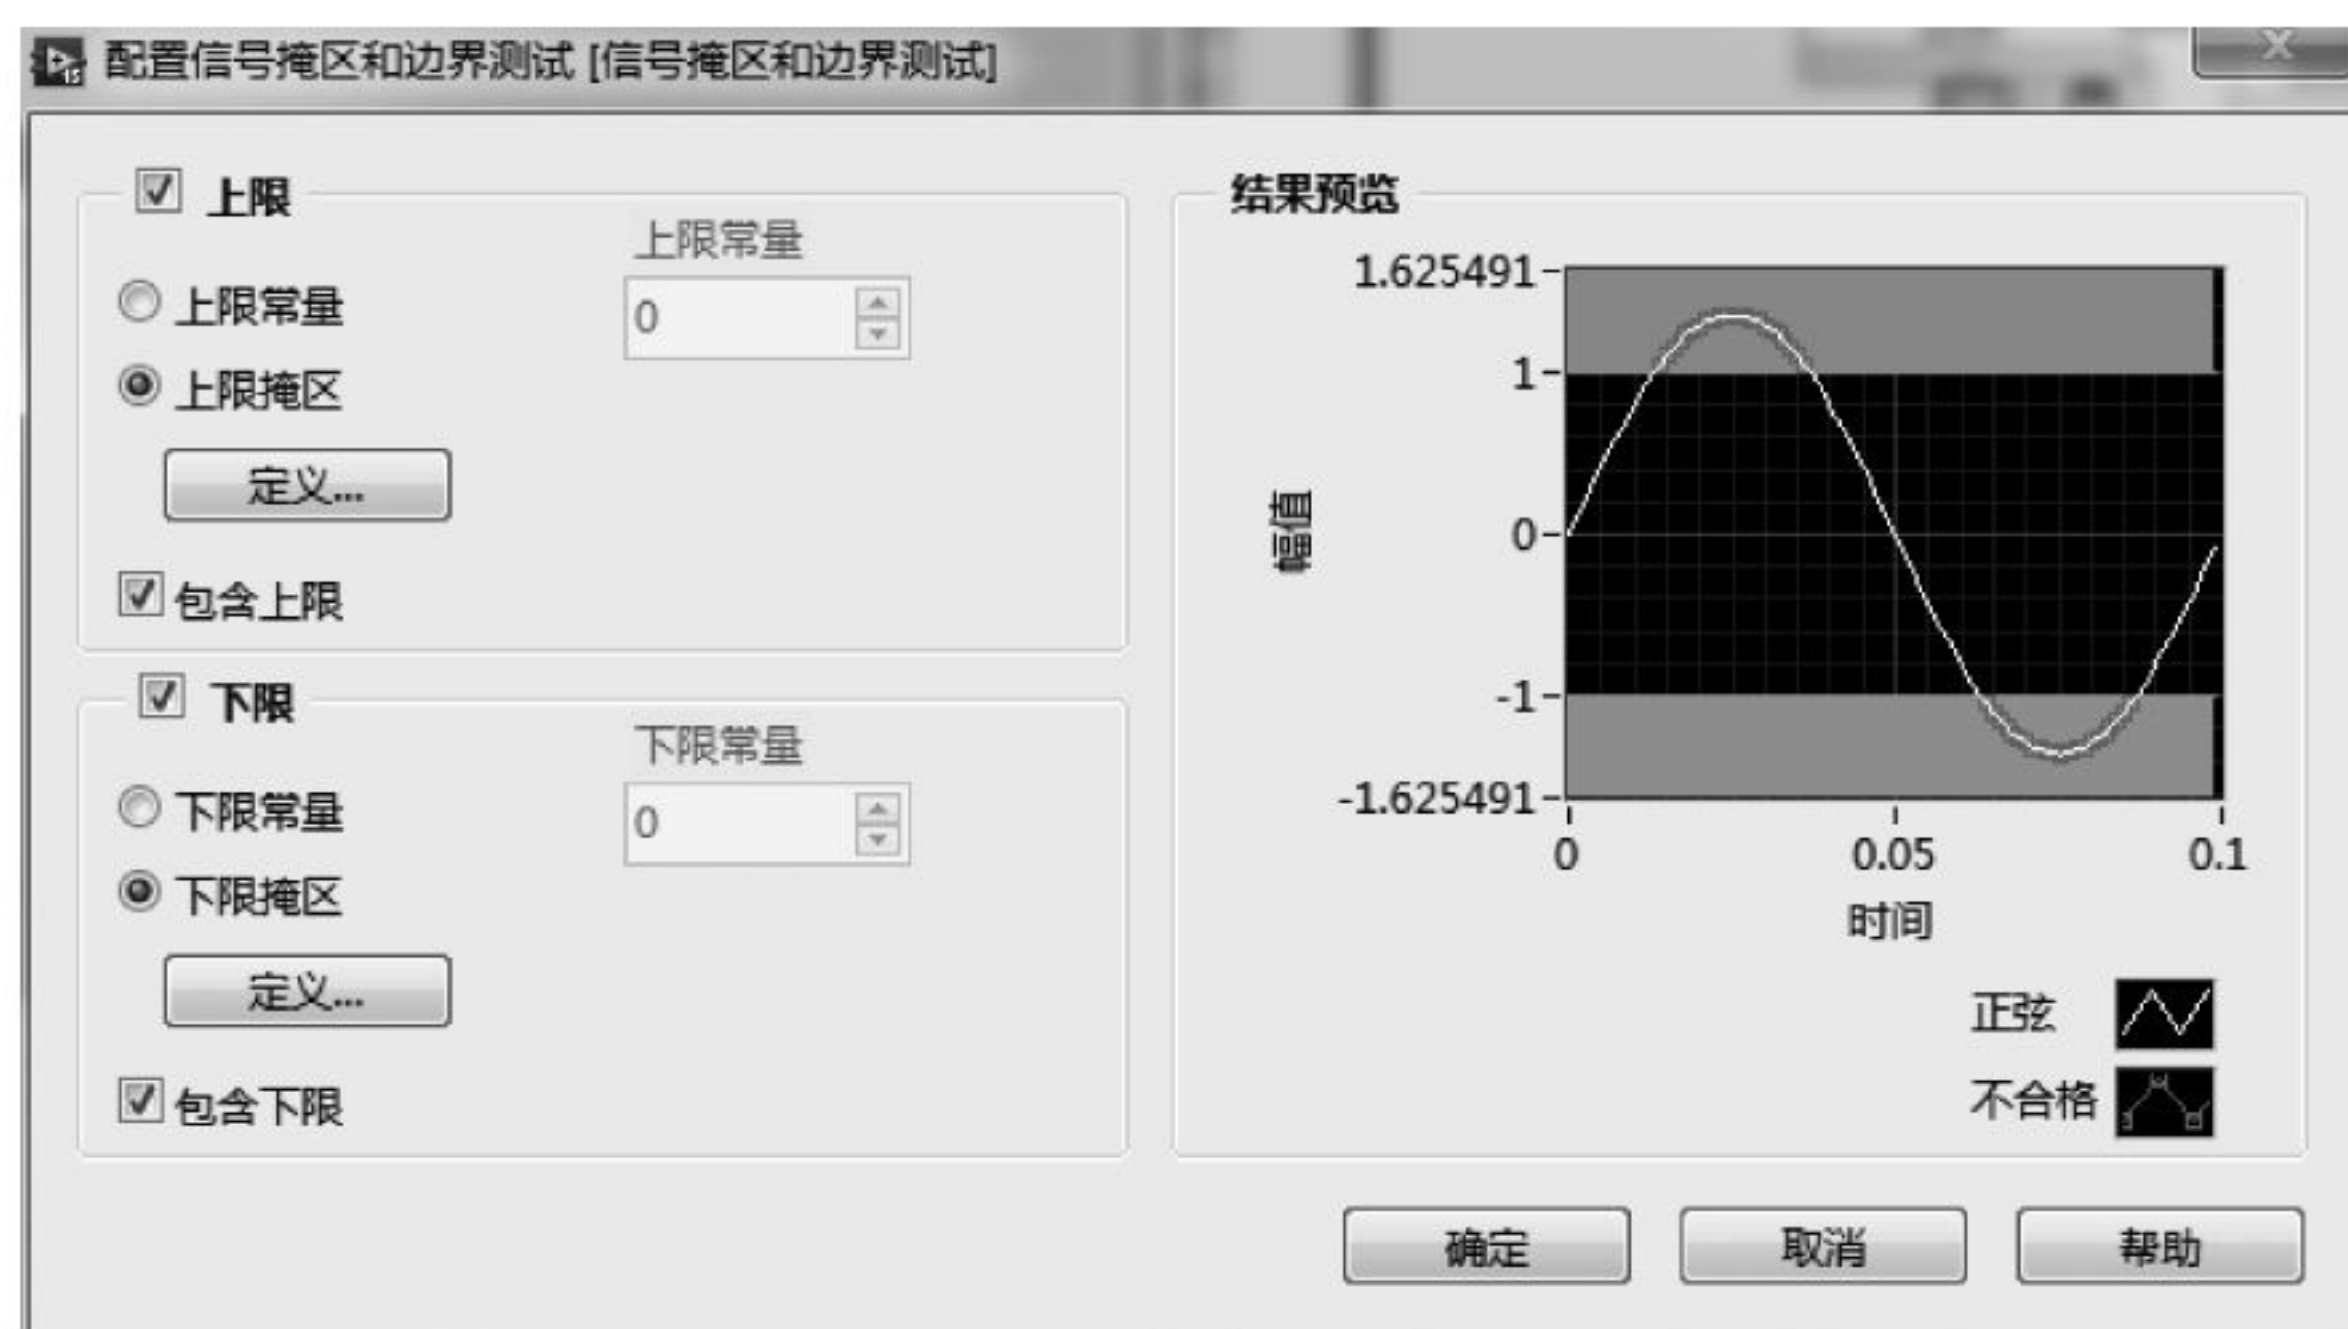 配置信号掩区和边界测试 [信号掩区和边界测试]
上限
上限常量
0
上限常量
上限掩区
定义...
包含上限
下限
下限常量
0
下限常量
下限掩区
定义...
包含下限
结果预览
1.625491
1
0
-1
-1.625491
幅值
0 0.05 0.1
时间
正弦
不合格
确定 取消 帮助